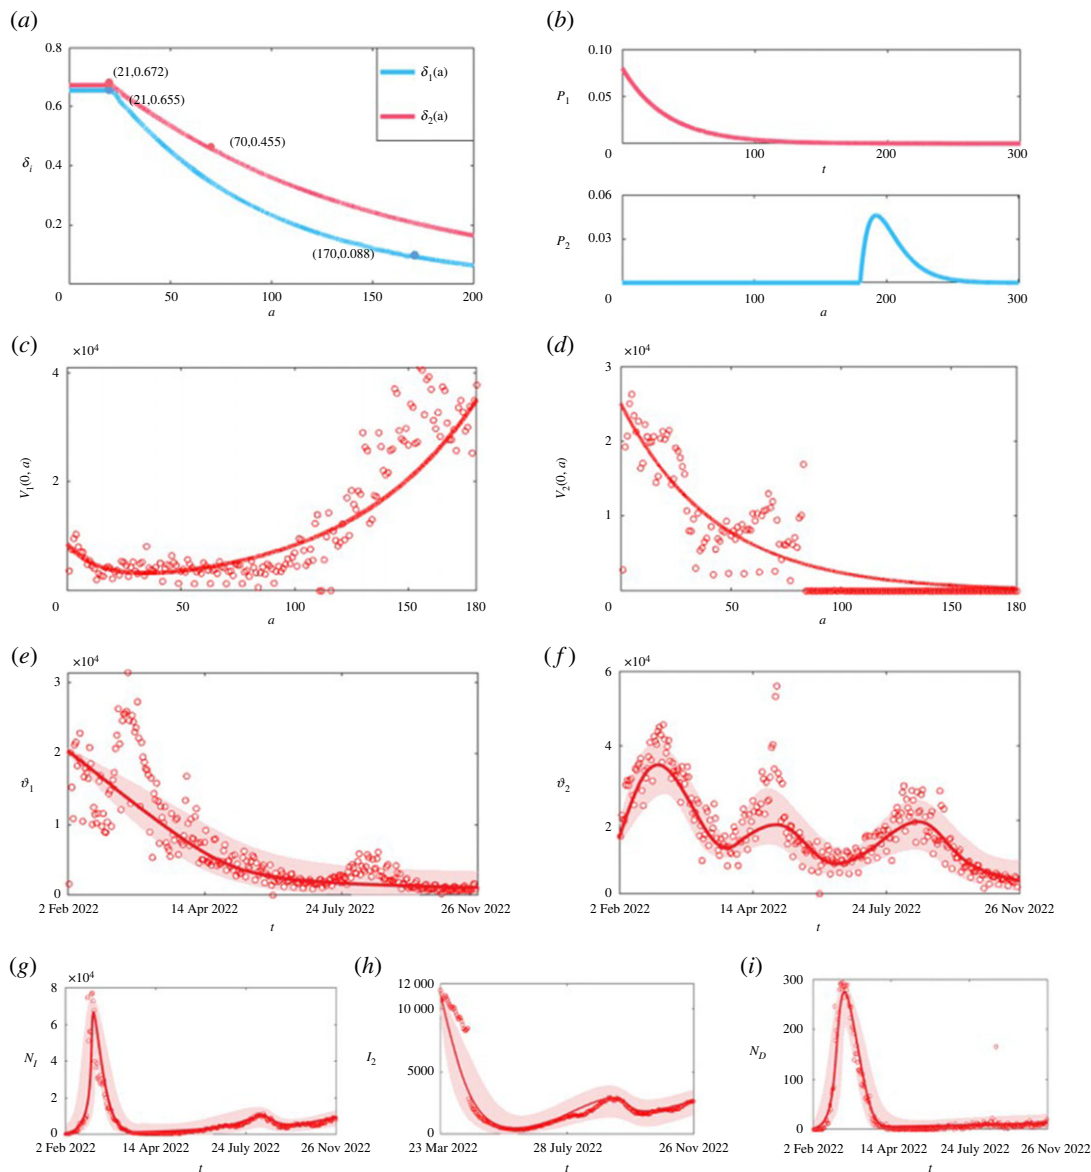 (a)
0.8
(21,0.672)
(21,0.655)
δ1(a)
δ2(a)
0.6
(70,0.455)
δi
0.4
0.2
(170,0.088)
0
50
100
150
200
a
(b)
0.10
P1
0.05
0
100
200
300
t
0.06
P2
0.03
0
100
200
300
a
(c)
×10⁴
4
V1(0, a)
2
0
50
100
150
180
a
(d)
×10⁴
3
2
V2(0, a)
1
0
50
100
150
180
a
(e)
×10⁴
3
2
ϑ1
1
0
2 Feb 2022
14 Apr 2022
24 July 2022
26 Nov 2022
t
(f)
×10⁴
6
4
ϑ2
2
0
2 Feb 2022
14 Apr 2022
24 July 2022
26 Nov 2022
t
(g)
×10⁴
8
6
NI
4
2
0
2 Feb 2022
14 Apr 2022
24 July 2022
26 Nov 2022
t
(h)
12 000
10 000
I2
5000
0
23 Mar 2022
28 July 2022
26 Nov 2022
t
(i)
300
200
ND
100
0
2 Feb 2022
14 Apr 2022
24 July 2022
26 Nov 2022
t